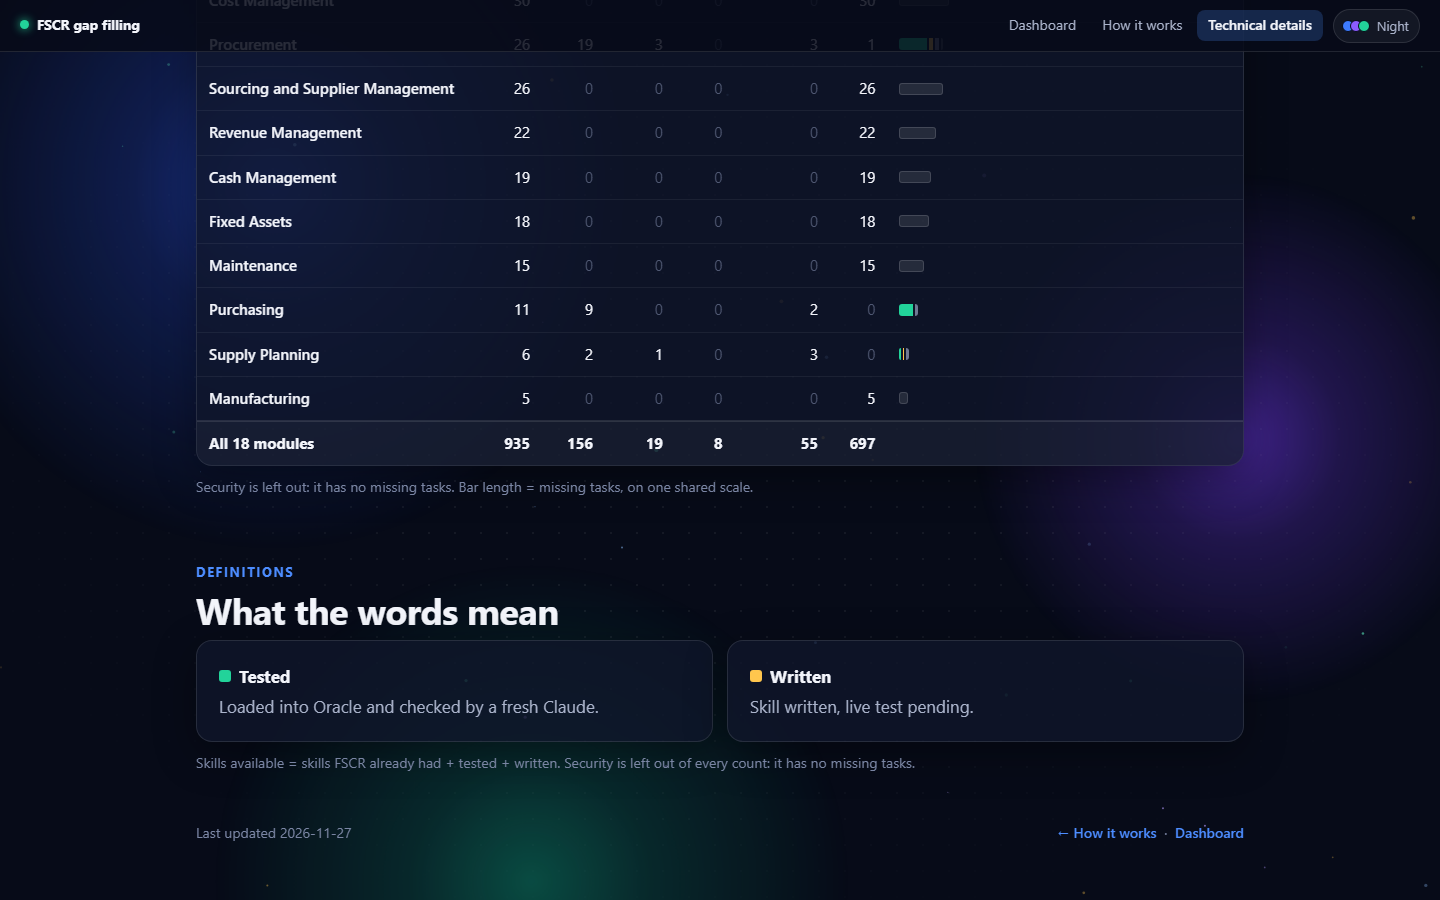 FSCR gap filling
Dashboard How it works Technical details Night
Cost Management 30 0 0 0 0 30
Procurement 26 19 3 0 3 1
Sourcing and Supplier Management 26 0 0 0 0 26
Revenue Management 22 0 0 0 0 22
Cash Management 19 0 0 0 0 19
Fixed Assets 18 0 0 0 0 18
Maintenance 15 0 0 0 0 15
Purchasing 11 9 0 0 2 0
Supply Planning 6 2 1 0 3 0
Manufacturing 5 0 0 0 0 5
All 18 modules 935 156 19 8 55 697
Security is left out: it has no missing tasks. Bar length = missing tasks, on one shared scale.
DEFINITIONS
What the words mean
Tested
Loaded into Oracle and checked by a fresh Claude.
Written
Skill written, live test pending.
Skills available = skills FSCR already had + tested + written. Security is left out of every count: it has no missing tasks.
Last updated 2026-11-27
← How it works · Dashboard